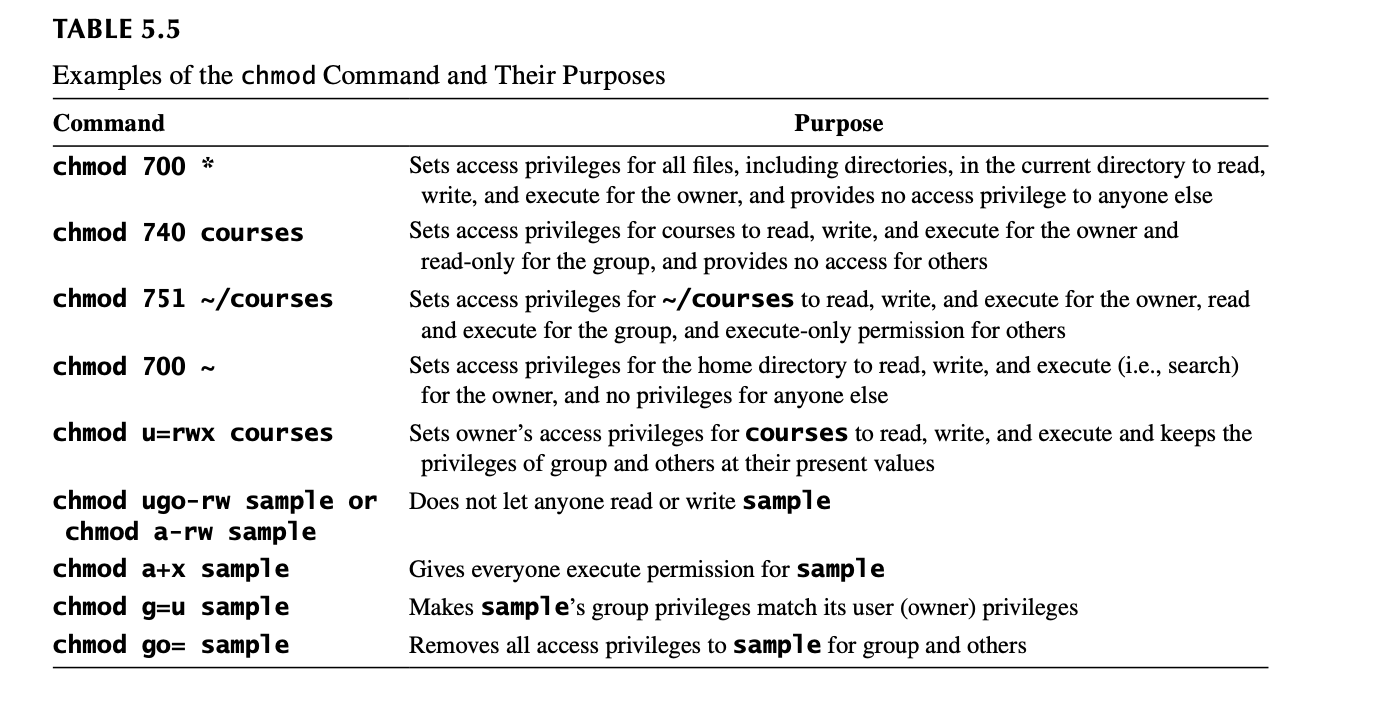 TABLE 5.5
Examples of the chmod Command and Their Purposes
Command Purpose
chmod 700 * Sets access privileges for all files, including directories, in the current directory to read,
write, and execute for the owner, and provides no access privilege to anyone else
chmod 740 courses Sets access privileges for courses to read, write, and execute for the owner and
read-only for the group, and provides no access for others
chmod 751 ~/courses Sets access privileges for ~/courses to read, write, and execute for the owner, read
and execute for the group, and execute-only permission for others
chmod 700 ~ Sets access privileges for the home directory to read, write, and execute (i.e., search)
for the owner, and no privileges for anyone else
chmod u=rwx courses Sets owner’s access privileges for courses to read, write, and execute and keeps the
privileges of group and others at their present values
chmod ugo-rw sample or Does not let anyone read or write sample
chmod a-rw sample
chmod a+x sample Gives everyone execute permission for sample
chmod g=u sample Makes sample’s group privileges match its user (owner) privileges
chmod go= sample Removes all access privileges to sample for group and others